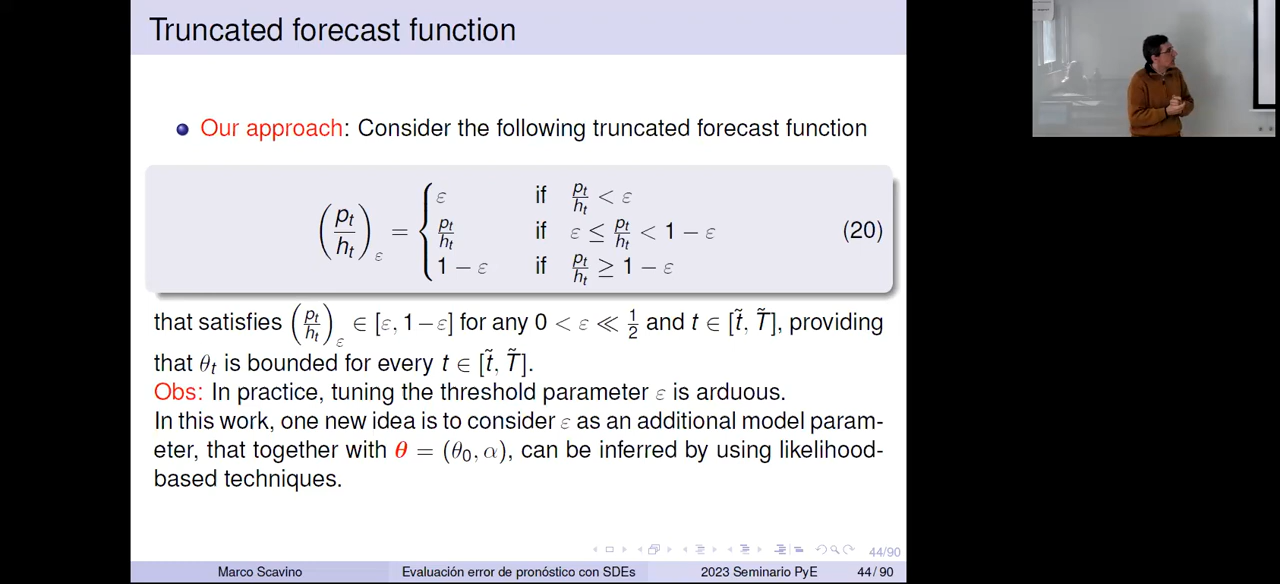 Truncated forecast function
Our approach: Consider the following truncated forecast function
(p_t/h_t)_ε = { ε if p_t/h_t < ε
p_t/h_t if ε ≤ p_t/h_t < 1 − ε (20)
1 − ε if p_t/h_t ≥ 1 − ε
that satisfies (p_t/h_t)_ε ∈ [ε, 1−ε] for any 0 < ε ≪ 1/2 and t ∈ [t̃, T̃], providing
that θ_t is bounded for every t ∈ [t̃, T̃].
Obs: In practice, tuning the threshold parameter ε is arduous.
In this work, one new idea is to consider ε as an additional model param-
eter, that together with θ = (θ_0, α), can be inferred by using likelihood-
based techniques.
44/90
Marco Scavino Evaluación error de pronóstico con SDEs 2023 Seminario PyE 44 / 90